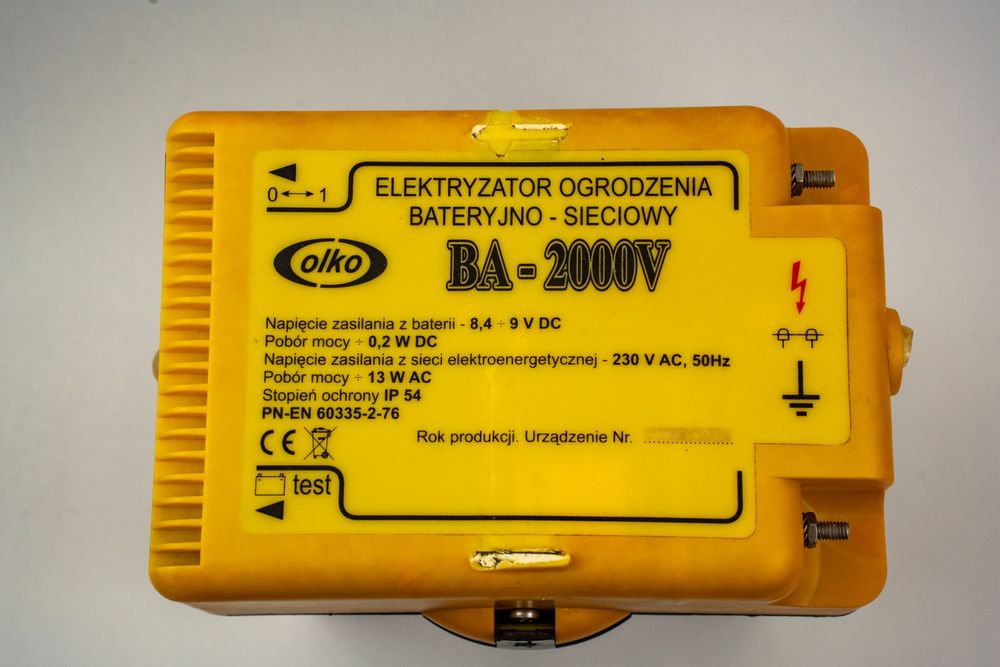 0 ↔ 1
ELEKTRYZATOR OGRODZENIA
BATERYJNO - SIECIOWY
olko
BA - 2000V
Napięcie zasilania z baterii - 8,4 ÷ 9 V DC
Pobór mocy ÷ 0,2 W DC
Napięcie zasilania z sieci elektroenergetycznej - 230 V AC, 50Hz
Pobór mocy ÷ 13 W AC
Stopień ochrony IP 54
PN-EN 60335-2-76
CE
Rok produkcji. Urządzenie Nr.
test